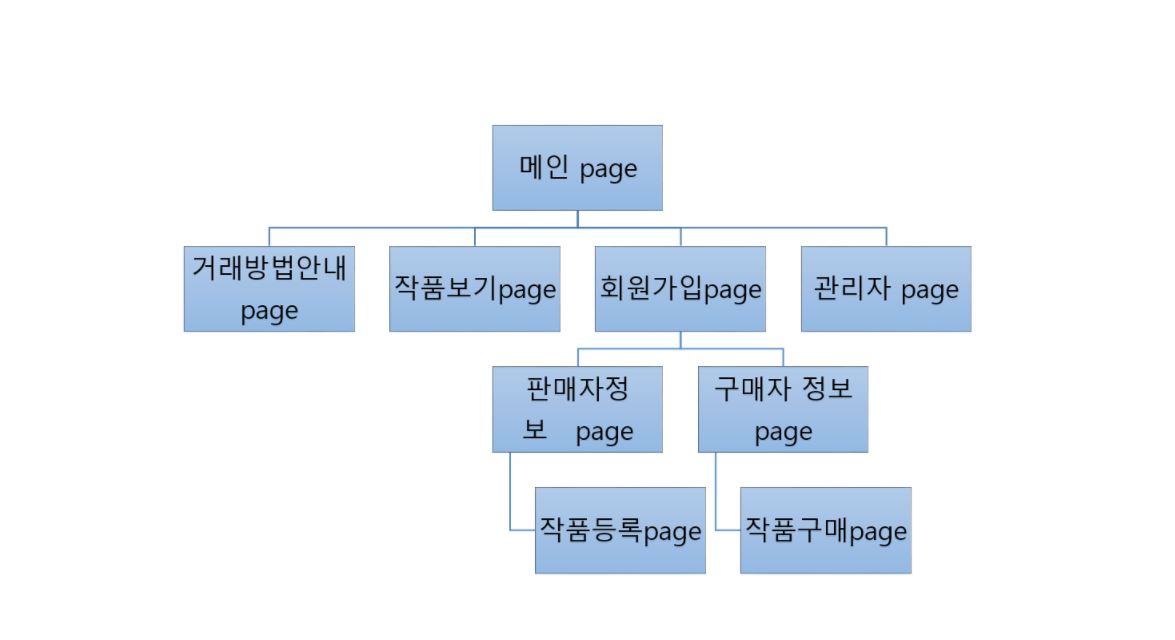 메인 page
거래방법안내
page
작품보기page
회원가입page
관리자 page
판매자정
보 page
구매자 정보
page
작품등록page
작품구매page